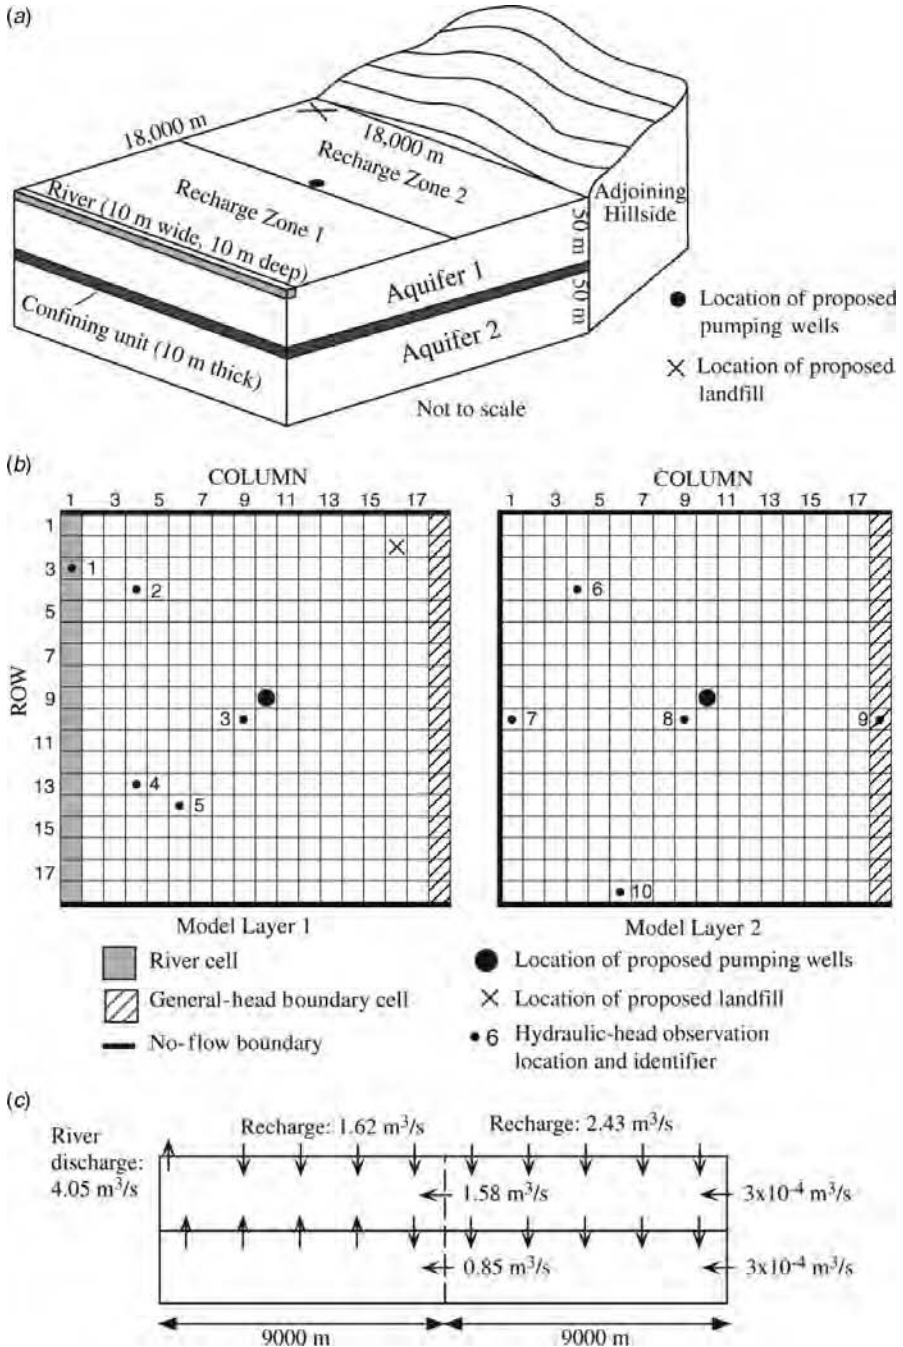 (a)
18,000 m
18,000 m
Recharge Zone 2
Recharge Zone 1
River (10 m wide, 10 m deep)
Adjoining
Hillside
50 m
50 m
Aquifer 1
Aquifer 2
Confining unit (10 m thick)
Not to scale
Location of proposed
pumping wells
Location of proposed
landfill
(b)
COLUMN
1 3 5 7 9 11 13 15 17
ROW
1
3
5
7
9
11
13
15
17
1
2
3
4
5
Model Layer 1
COLUMN
1 3 5 7 9 11 13 15 17
6
7
8
9
10
Model Layer 2
River cell
General-head boundary cell
No-flow boundary
Location of proposed pumping wells
Location of proposed landfill
6 Hydraulic-head observation
location and identifier
(c)
River
discharge:
4.05 m³/s
Recharge: 1.62 m³/s
Recharge: 2.43 m³/s
1.58 m³/s
3x10⁻⁴ m³/s
0.85 m³/s
3x10⁻⁴ m³/s
9000 m
9000 m